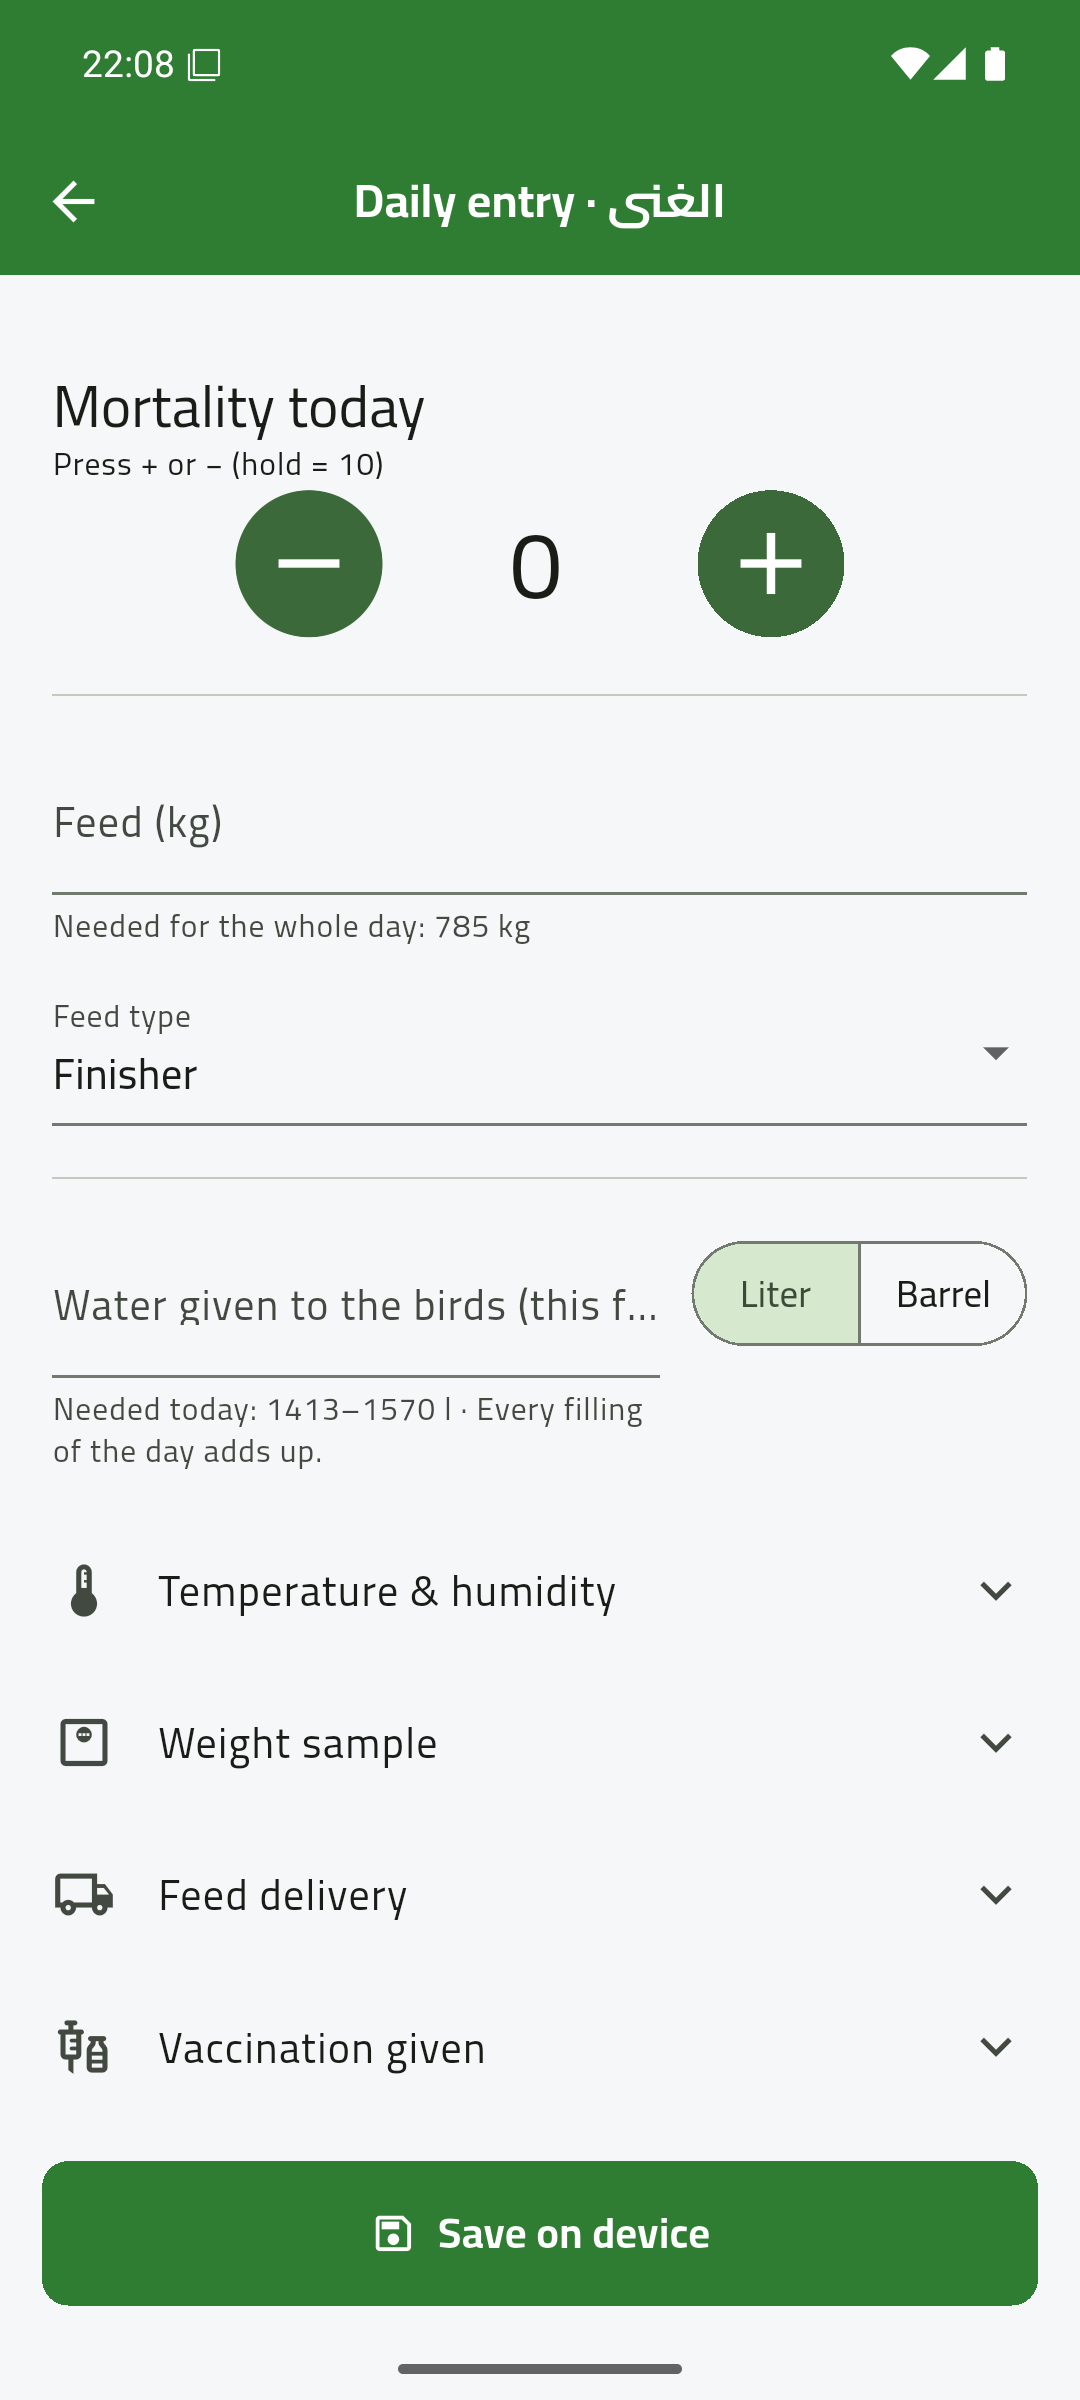 22:08
Daily entry · الغنى
Mortality today
Press + or − (hold = 10)
0
Feed (kg)
Needed for the whole day: 785 kg
Feed type
Finisher
Water given to the birds (this f...
Liter
Barrel
Needed today: 1413–1570 l · Every filling
of the day adds up.
Temperature & humidity
Weight sample
Feed delivery
Vaccination given
Save on device